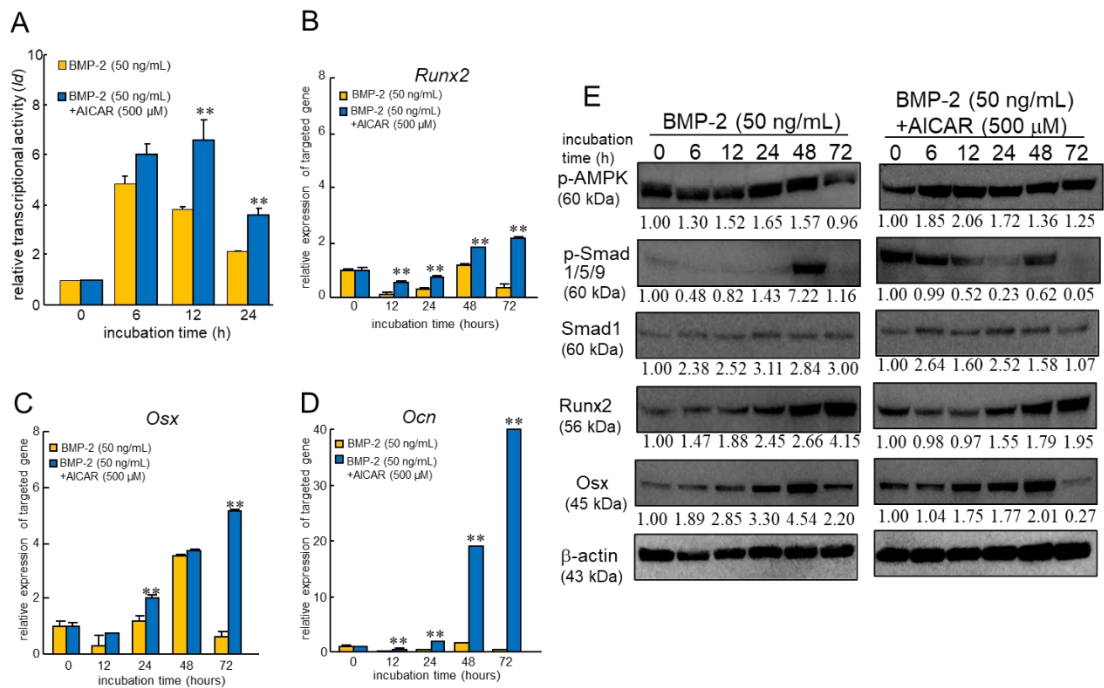 A
relative transcriptional activity (Id)
10
8
6
4
2
0
BMP-2 (50 ng/mL)
BMP-2 (50 ng/mL)
+AICAR (500 µM)
**
**
0 6 12 24
incubation time (h)
B
Runx2
relative expression of targeted gene
8
6
4
2
0
BMP-2 (50 ng/mL)
BMP-2 (50 ng/mL)
+AICAR (500 µM)
** ** ** **
0 12 24 48 72
incubation time (hours)
C
Osx
relative expression of targeted gene
8
6
4
2
0
BMP-2 (50 ng/mL)
BMP-2 (50 ng/mL)
+AICAR (500 µM)
** **
0 12 24 48 72
incubation time (hours)
D
Ocn
relative expression of targeted gene
40
30
20
10
0
BMP-2 (50 ng/mL)
BMP-2 (50 ng/mL)
+AICAR (500 µM)
** ** ** **
0 12 24 48 72
incubation time (hours)
E
BMP-2 (50 ng/mL)
BMP-2 (50 ng/mL)
+AICAR (500 µM)
incubation
time (h)
0 6 12 24 48 72
0 6 12 24 48 72
p-AMPK
(60 kDa)
1.00 1.30 1.52 1.65 1.57 0.96
1.00 1.85 2.06 1.72 1.36 1.25
p-Smad
1/5/9
(60 kDa)
1.00 0.48 0.82 1.43 7.22 1.16
1.00 0.99 0.52 0.23 0.62 0.05
Smad1
(60 kDa)
1.00 2.38 2.52 3.11 2.84 3.00
1.00 2.64 1.60 2.20 1.58 1.07
Runx2
(56 kDa)
1.00 1.47 1.88 2.45 2.66 4.15
1.00 0.98 0.97 1.55 1.79 1.95
Osx
(45 kDa)
1.00 1.89 2.85 3.30 4.54 2.20
1.00 1.04 1.75 1.77 2.01 0.27
β-actin
(43 kDa)